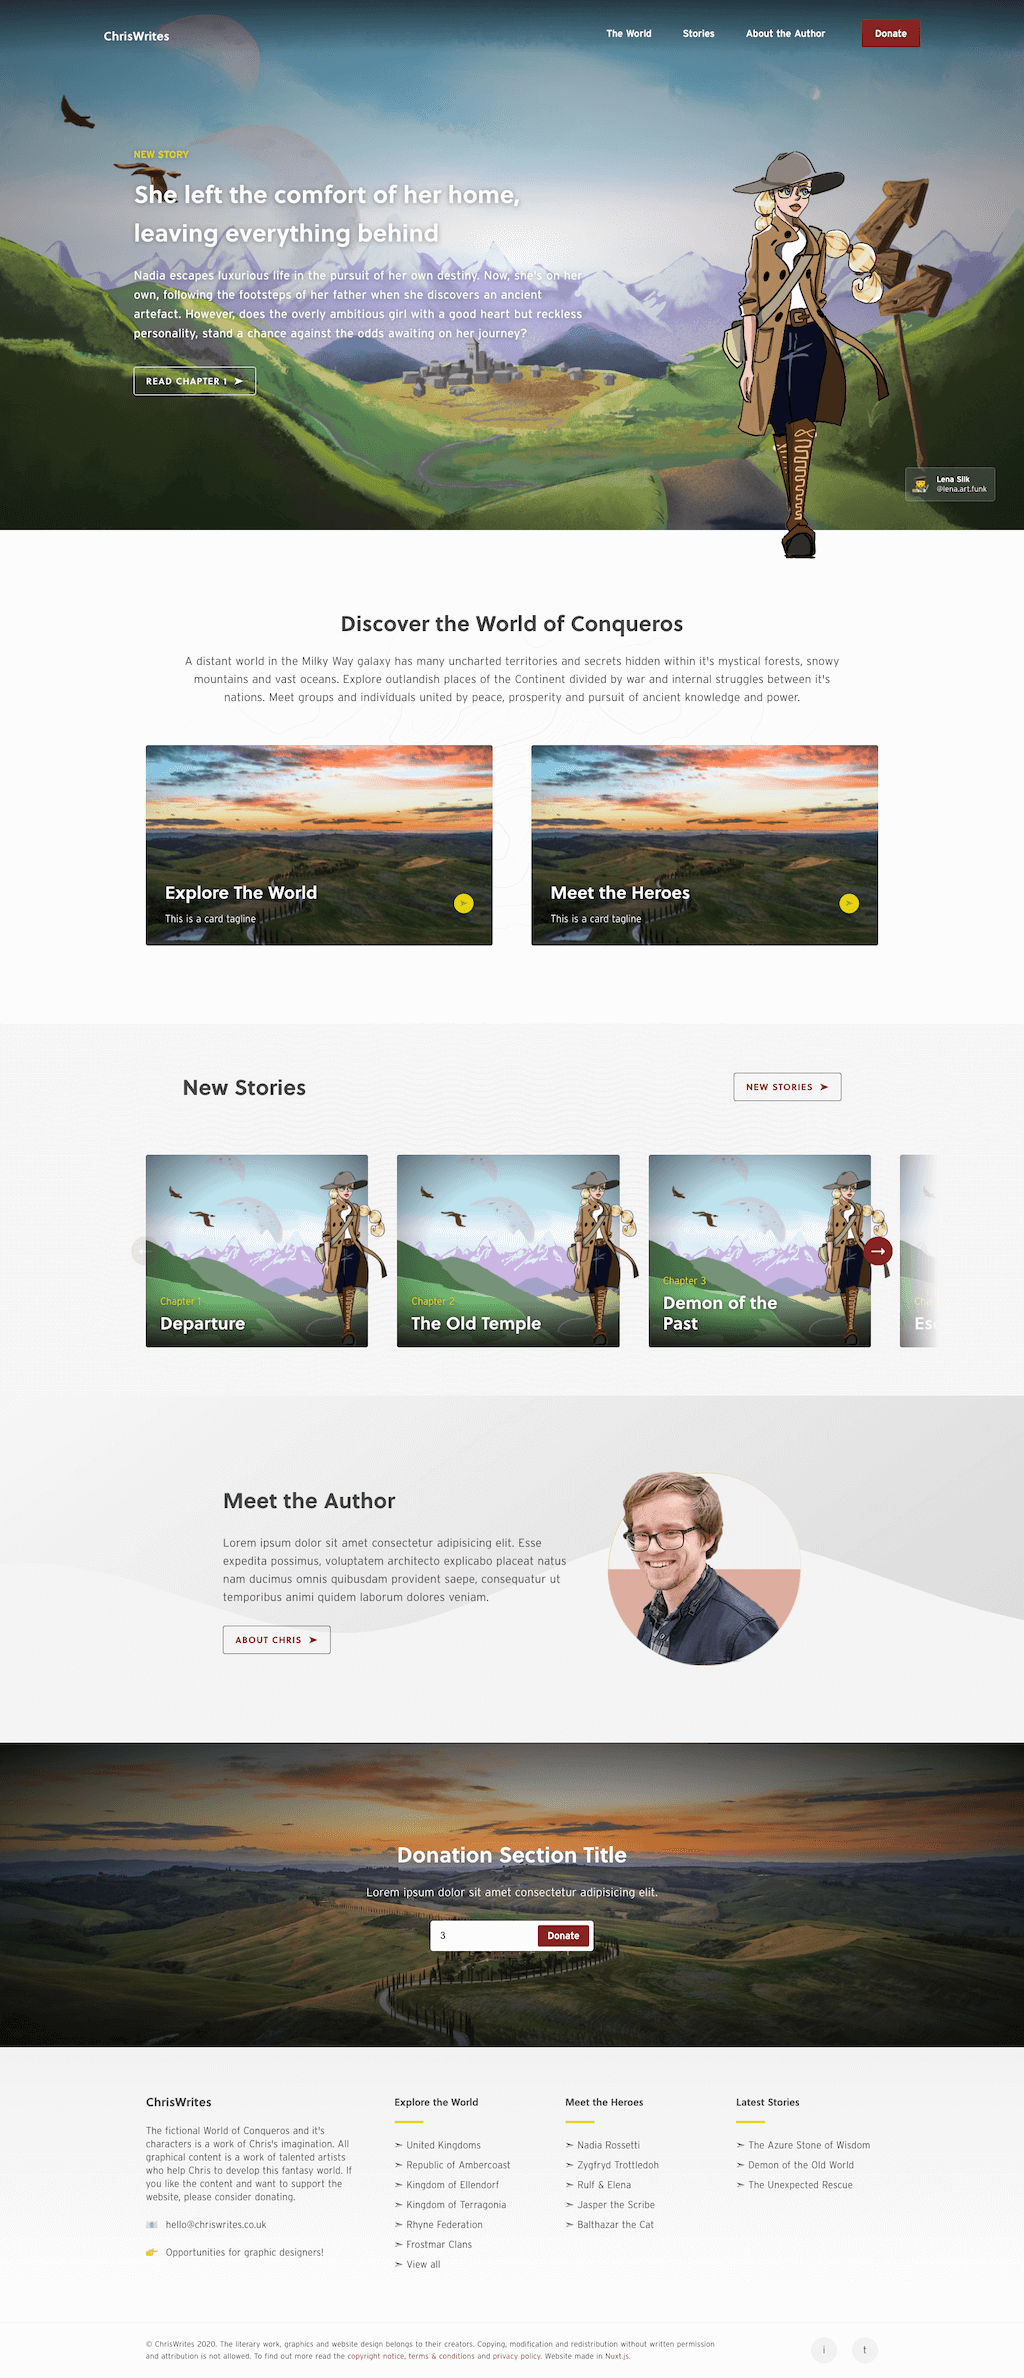 ChrisWrites
The World
Stories
About the Author
Donate
NEW STORY
She left the comfort of her home,
leaving everything behind
Nadia escapes luxurious life in the pursuit of her own destiny. Now, she's on her
own, following the footsteps of her father when she discovers an ancient
artefact. However, does the overly ambitious girl with a good heart but reckless
personality, stand a chance against the odds awaiting on her journey?
READ CHAPTER 1
Lena Silk
@lena.art.funk
Discover the World of Conqueros
A distant world in the Milky Way galaxy has many uncharted territories and secrets hidden within it's mystical forests, snowy
mountains and vast oceans. Explore outlandish places of the Continent divided by war and internal struggles between it's
nations. Meet groups and individuals united by peace, prosperity and pursuit of ancient knowledge and power.
Explore The World
This is a card tagline
Meet the Heroes
This is a card tagline
New Stories
NEW STORIES
Chapter 1
Departure
Chapter 2
The Old Temple
Chapter 3
Demon of the
Past
Meet the Author
Lorem ipsum dolor sit amet consectetur adipisicing elit. Esse
expedita possimus, voluptatem architecto explicabo placeat natus
nam ducimus omnis quibusdam provident saepe, consequatur ut
temporibus animi quidem laborum dolores veniam.
ABOUT CHRIS
Donation Section Title
Lorem ipsum dolor sit amet consectetur adipisicing elit.
3
Donate
ChrisWrites
The fictional World of Conqueros and it's
characters is a work of Chris's imagination. All
graphical content is a work of talented artists
who help Chris to develop this fantasy world. If
you like the content and want to support the
website, please consider donating.
hello@chriswrites.co.uk
Opportunities for graphic designers!
Explore the World
United Kingdoms
Republic of Ambercoast
Kingdom of Ellendorf
Kingdom of Terragonia
Rhyne Federation
Frostmar Clans
View all
Meet the Heroes
Nadia Rossetti
Zygfryd Trottledoh
Rulf & Elena
Jasper the Scribe
Balthazar the Cat
Latest Stories
The Azure Stone of Wisdom
Demon of the Old World
The Unexpected Rescue
© ChrisWrites 2020. The literary work, graphics and website design belongs to their creators. Copying, modification and redistribution without written permission
and attribution is not allowed. To find out more read the copyright notice, terms & conditions and privacy policy. Website made in Nuxt.js.
i
t